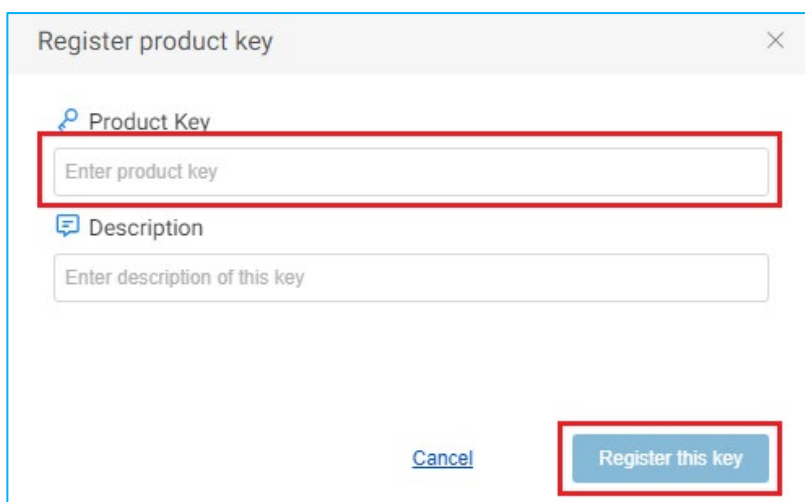 Register product key
Product Key
Enter product key
Description
Enter description of this key
Cancel
Register this key